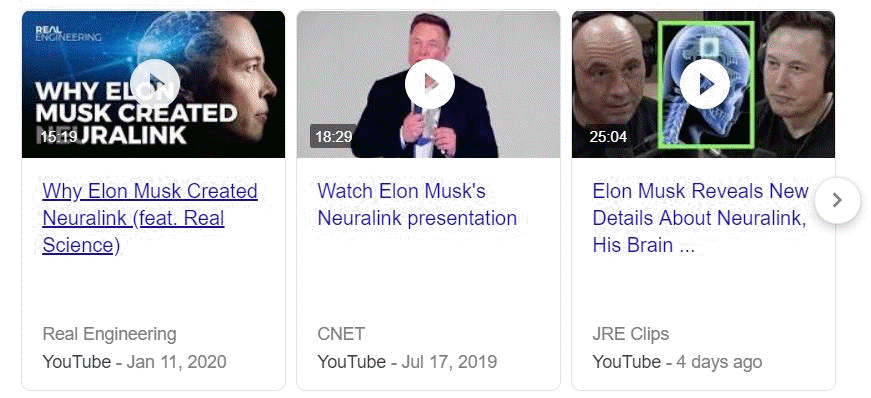 REAL
ENGINEERING
WHY ELON
MUSK CREATED
NEURALINK
15:19
Why Elon Musk Created
Neuralink (feat. Real
Science)
Real Engineering
YouTube - Jan 11, 2020
18:29
Watch Elon Musk's
Neuralink presentation
CNET
YouTube - Jul 17, 2019
25:04
Elon Musk Reveals New
Details About Neuralink,
His Brain ...
JRE Clips
YouTube - 4 days ago